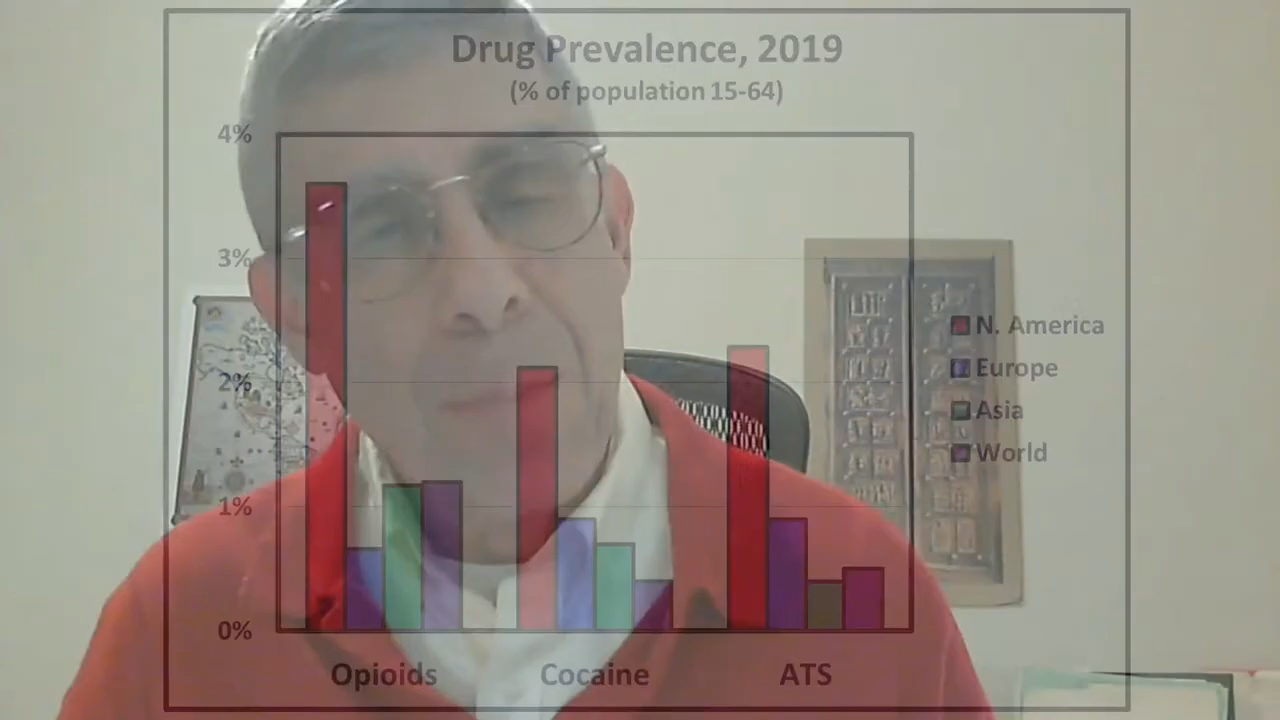 Drug Prevalence, 2019
(% of population 15-64)
4%
3%
2%
1%
0%
Opioids Cocaine ATS
N. America
Europe
Asia
World